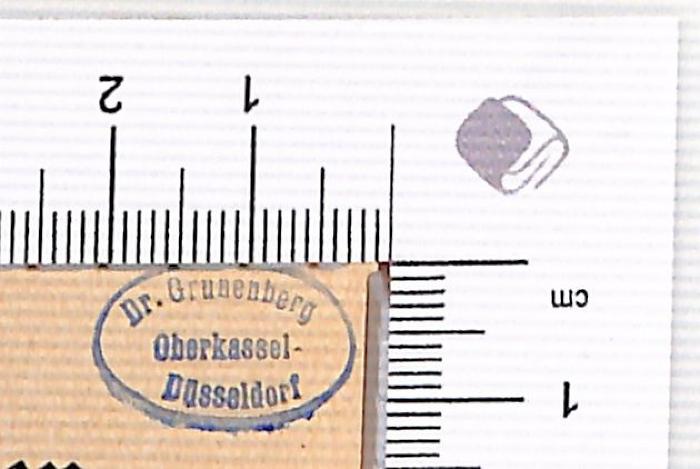 2 1
Dr. Grunenberg
Oberkassel-
Düsseldorf
cm
1